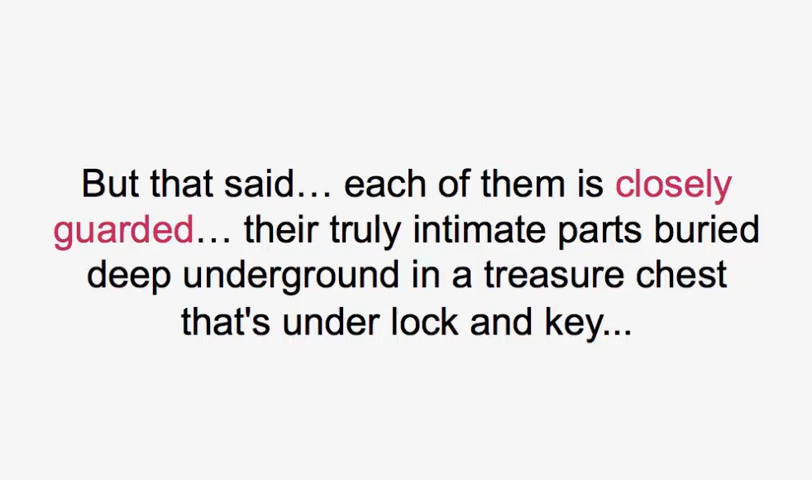 But that said… each of them is closely
guarded… their truly intimate parts buried
deep underground in a treasure chest
that's under lock and key...